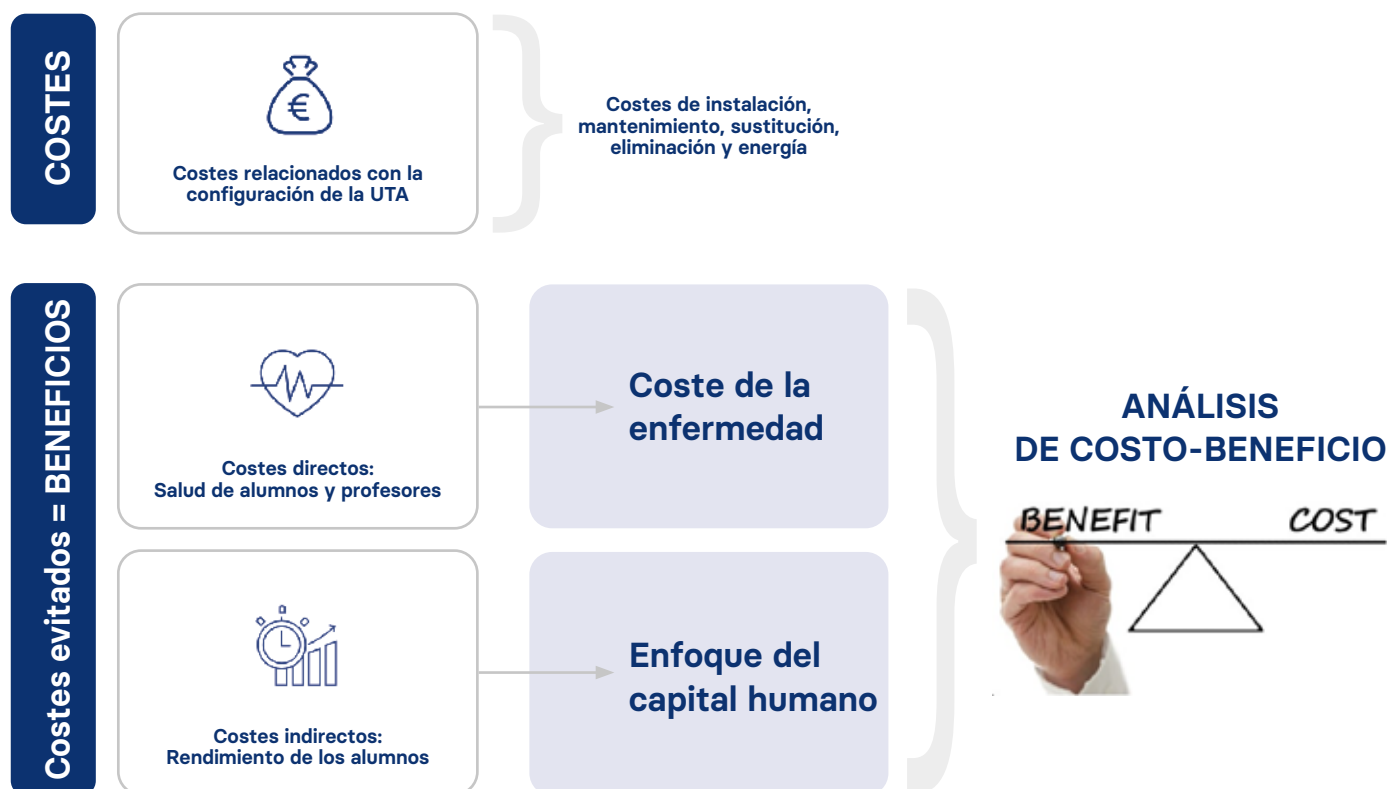 COSTES
€
Costes relacionados con la
configuración de la UTA
Costes de instalación,
mantenimiento, sustitución,
eliminación y energía
Costes evitados = BENEFICIOS
Costes directos:
Salud de alumnos y profesores
Coste de la
enfermedad
Costes indirectos:
Rendimiento de los alumnos
Enfoque del
capital humano
ANÁLISIS
DE COSTO-BENEFICIO
BENEFIT COST